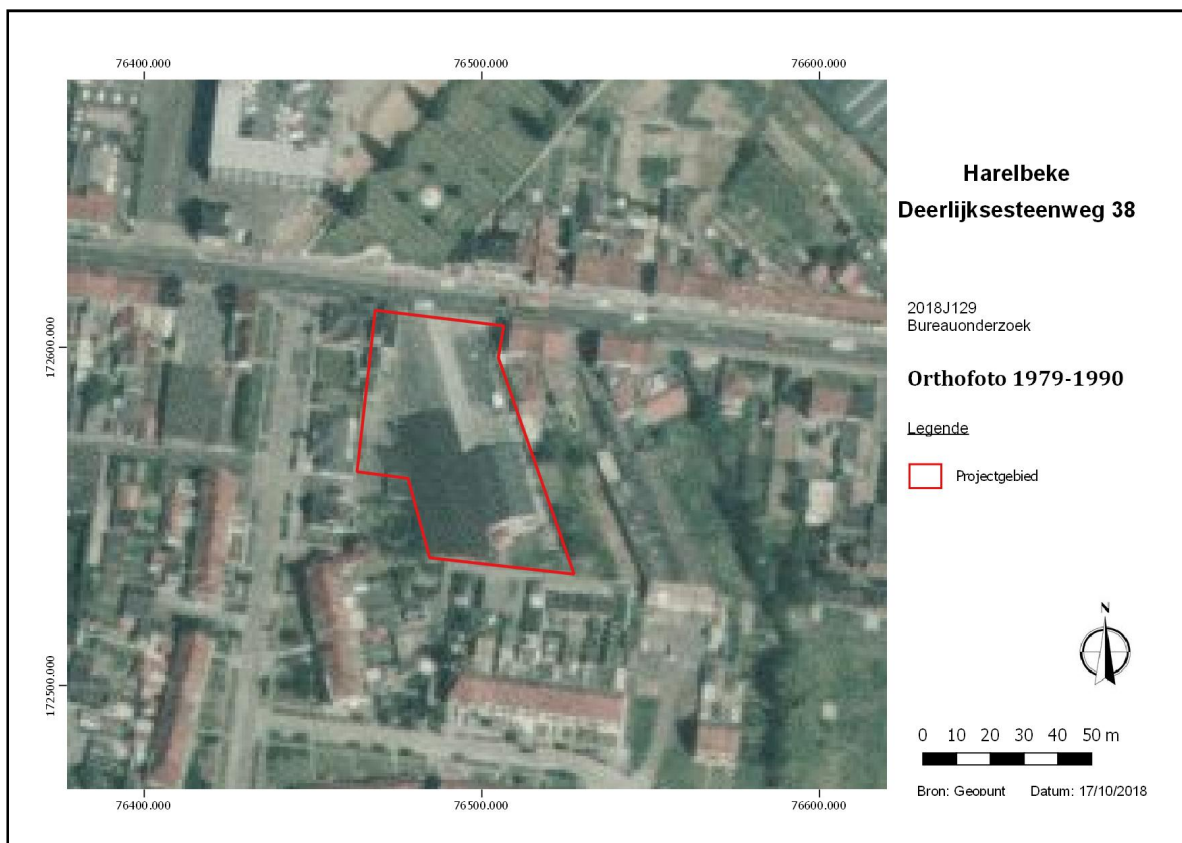 76400.000
76500.000
76600.000
172600.000
172500.000
76400.000
76500.000
76600.000
Harelbeke
Deerlijksesteenweg 38
2018J129
Bureauonderzoek
Orthofoto 1979-1990
Legende
Projectgebied
N
0 10 20 30 40 50 m
Bron: Geopunt Datum: 17/10/2018